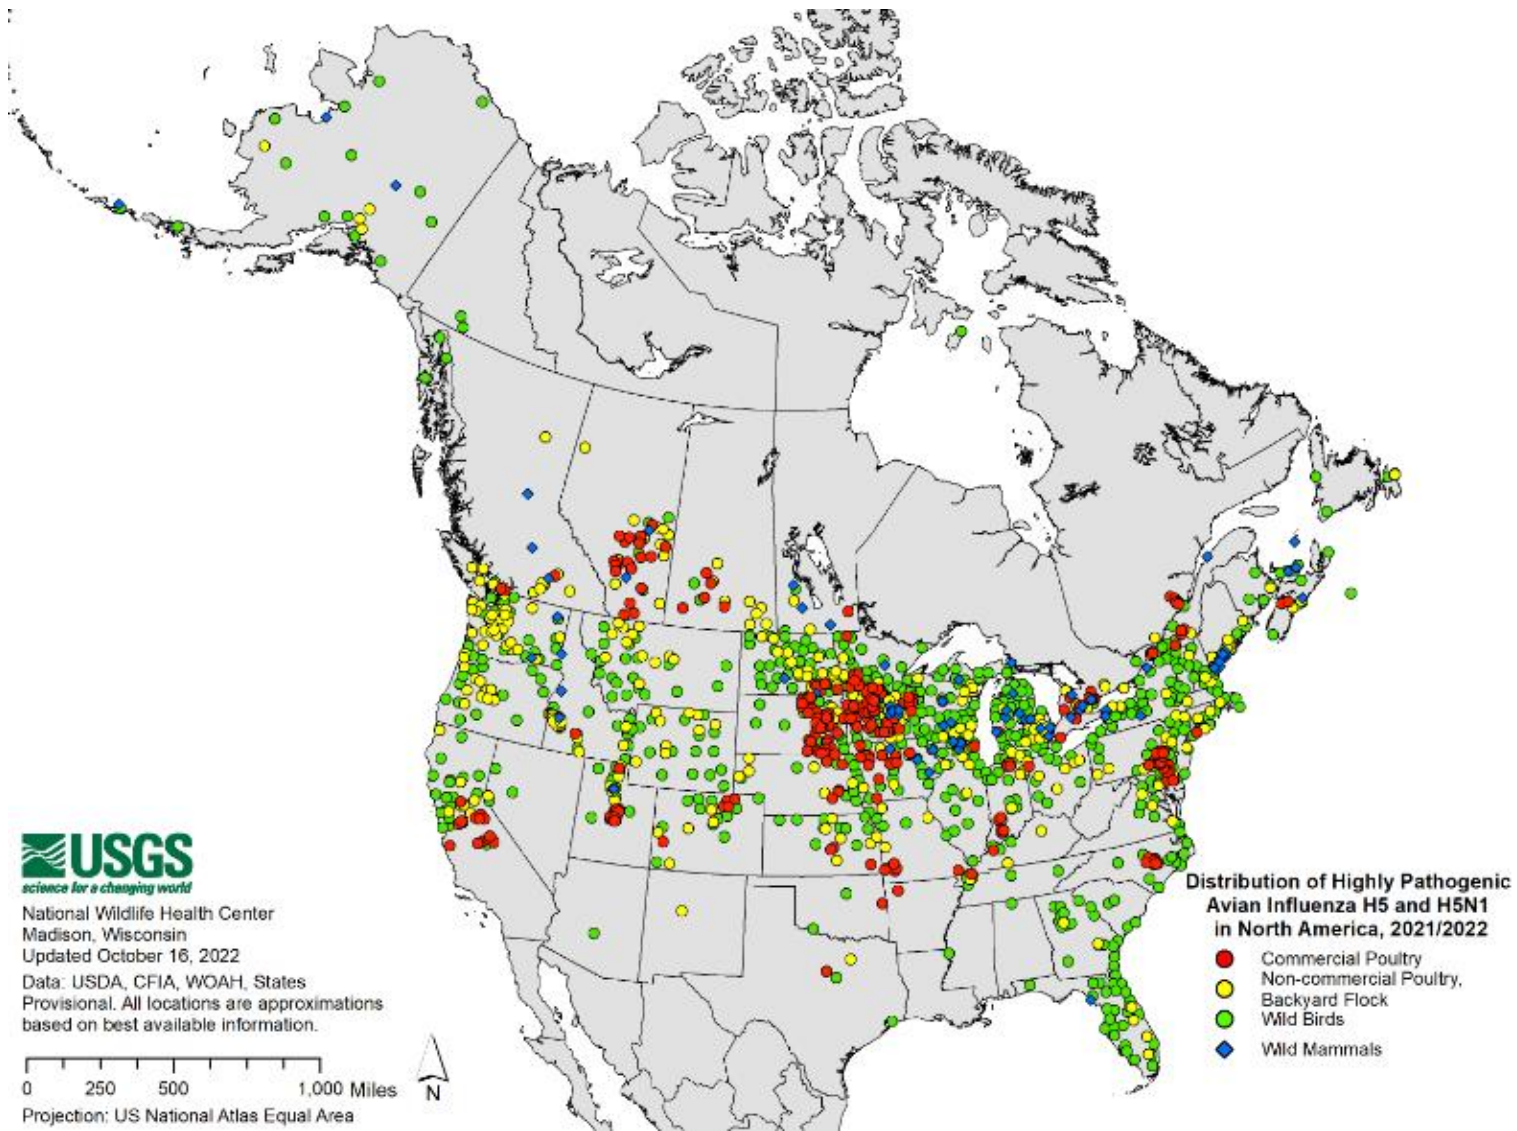 USGS
science for a changing world
National Wildlife Health Center
Madison, Wisconsin
Updated October 16, 2022
Data: USDA, CFIA, WOAH, States
Provisional. All locations are approximations
based on best available information.
0 250 500 1,000 Miles
Projection: US National Atlas Equal Area
N
Distribution of Highly Pathogenic
Avian Influenza H5 and H5N1
in North America, 2021/2022
Commercial Poultry
Non-commercial Poultry,
Backyard Flock
Wild Birds
Wild Mammals